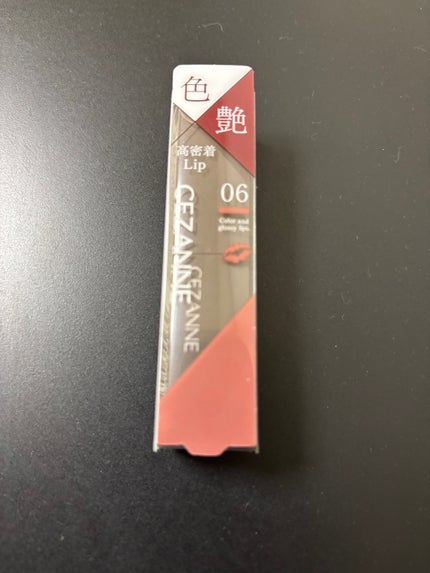 色
艶
高密着
Lip
06
Color and
glossy lips.
CEZANNE
CEZANNE